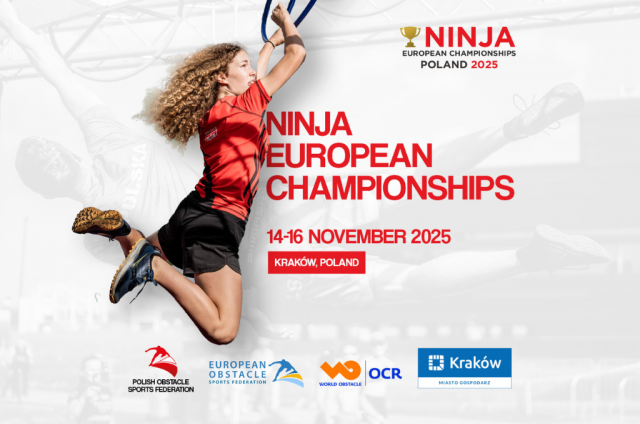 NINJA
EUROPEAN CHAMPIONSHIPS
POLAND 2025
NINJA
EUROPEAN
CHAMPIONSHIPS
14-16 NOVEMBER 2025
KRAKÓW, POLAND
POLISH OBSTACLE
SPORTS FEDERATION
EUROPEAN
OBSTACLE
SPORTS FEDERATION
WORLD OBSTACLE
OCR
Kraków
MIASTO GOSPODARZ